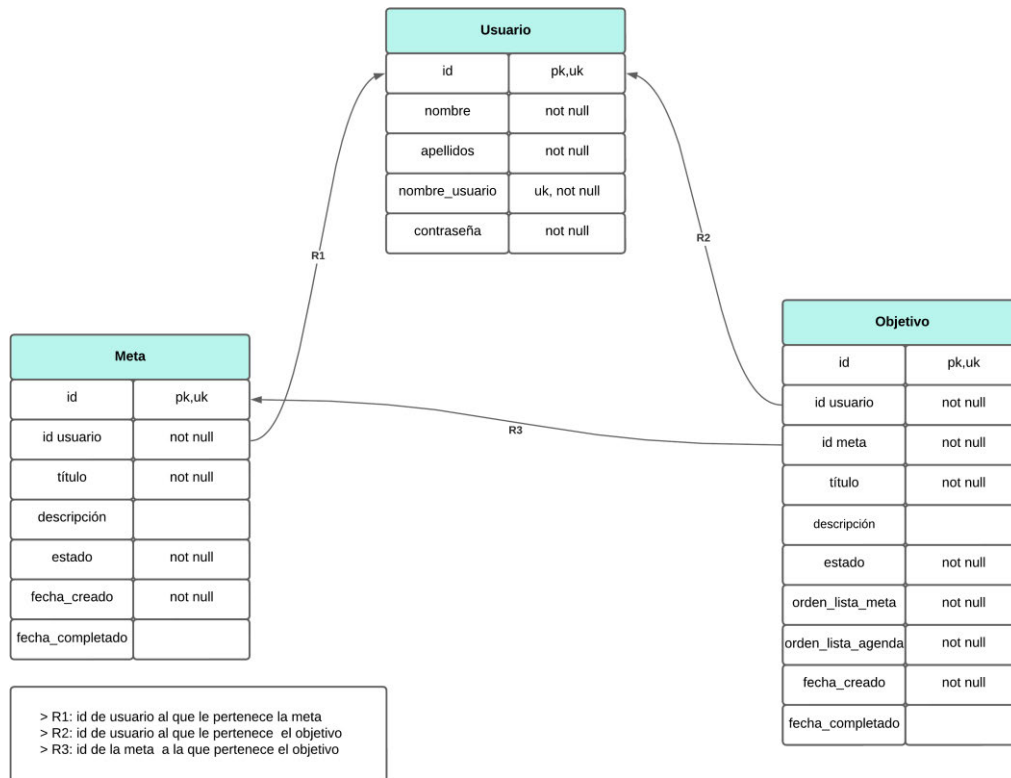 Usuario
id pk,uk
nombre not null
apellidos not null
nombre_usuario uk, not null
contraseña not null
R1
R2
R3
Meta
id pk,uk
id usuario not null
título not null
descripción
estado not null
fecha_creado not null
fecha_completado
Objetivo
id pk,uk
id usuario not null
id meta not null
título not null
descripción
estado not null
orden_lista_meta not null
orden_lista_agenda not null
fecha_creado not null
fecha_completado
> R1: id de usuario al que le pertenece la meta
> R2: id de usuario al que le pertenece el objetivo
> R3: id de la meta a la que pertenece el objetivo